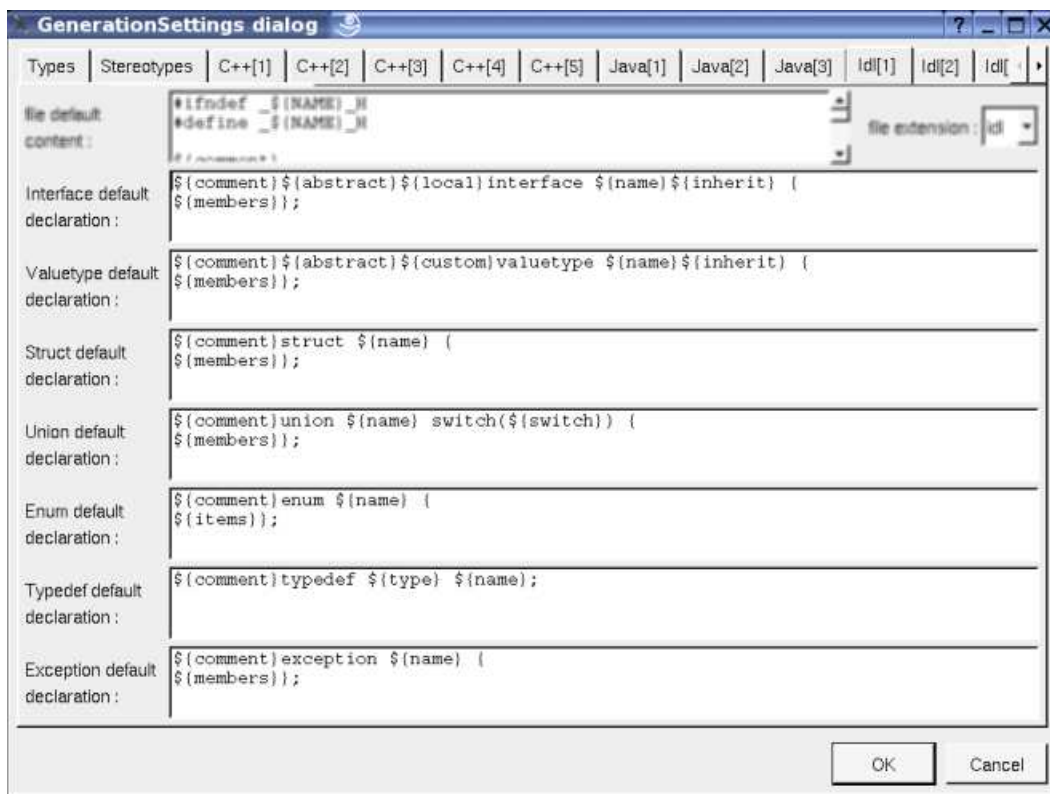 GenerationSettings dialog
Types Stereotypes C++[1] C++[2] C++[3] C++[4] C++[5] Java[1] Java[2] Java[3] Idl[1] Idl[2] Idl[
file default
content :
#ifndef _${NAME}_H
#define _${NAME}_H
${comment}
file extension : idl
Interface default
declaration :
${comment}${abstract}${local}interface ${name}${inherit} {
${members}};
Valuetype default
declaration :
${comment}${abstract}${custom}valuetype ${name}${inherit} {
${members}};
Struct default
declaration :
${comment}struct ${name} {
${members}};
Union default
declaration :
${comment}union ${name} switch(${switch}) {
${members}};
Enum default
declaration :
${comment}enum ${name} {
${items}};
Typedef default
declaration :
${comment}typedef ${type} ${name};
Exception default
declaration :
${comment}exception ${name} {
${members}};
OK Cancel